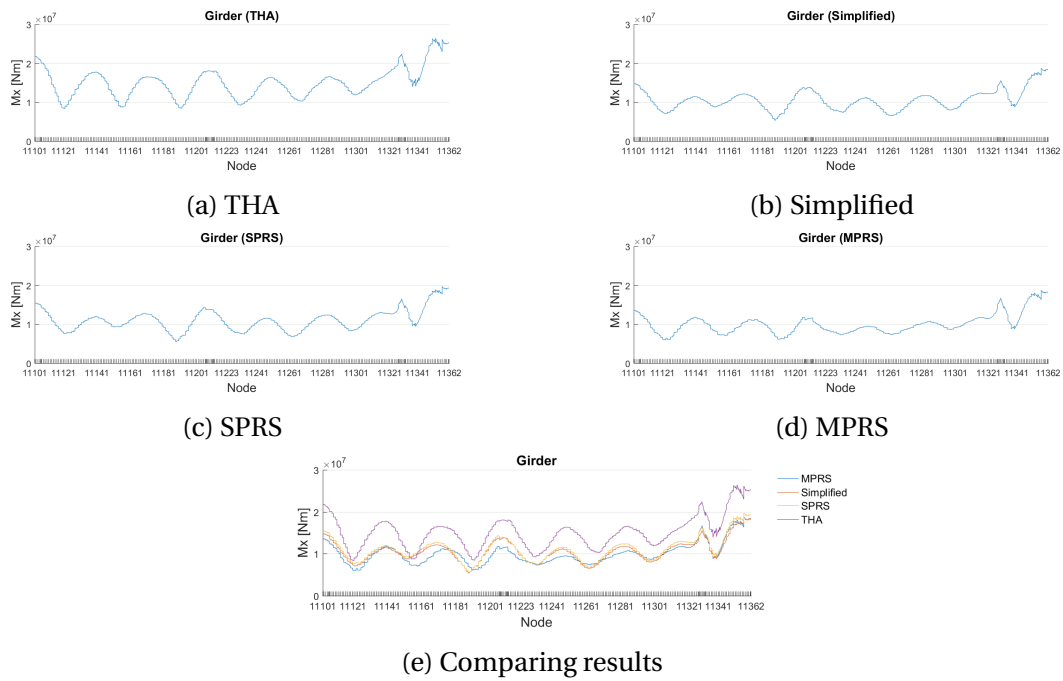 Girder (THA)
×10⁷
3
2
1
0
Mx [Nm]
11101 11121 11141 11161 11181 11201 11223 11241 11261 11281 11301 11321 11341 11362
Node
(a) THA
Girder (Simplified)
×10⁷
3
2
1
0
Mx [Nm]
11101 11121 11141 11161 11181 11201 11223 11241 11261 11281 11301 11321 11341 11362
Node
(b) Simplified
Girder (SPRS)
×10⁷
3
2
1
0
Mx [Nm]
11101 11121 11141 11161 11181 11201 11223 11241 11261 11281 11301 11321 11341 11362
Node
(c) SPRS
Girder (MPRS)
×10⁷
3
2
1
0
Mx [Nm]
11101 11121 11141 11161 11181 11201 11223 11241 11261 11281 11301 11321 11341 11362
Node
(d) MPRS
Girder
×10⁷
3
2
1
0
Mx [Nm]
11101 11121 11141 11161 11181 11201 11223 11241 11261 11281 11301 11321 11341 11362
Node
MPRS
Simplified
SPRS
THA
(e) Comparing results